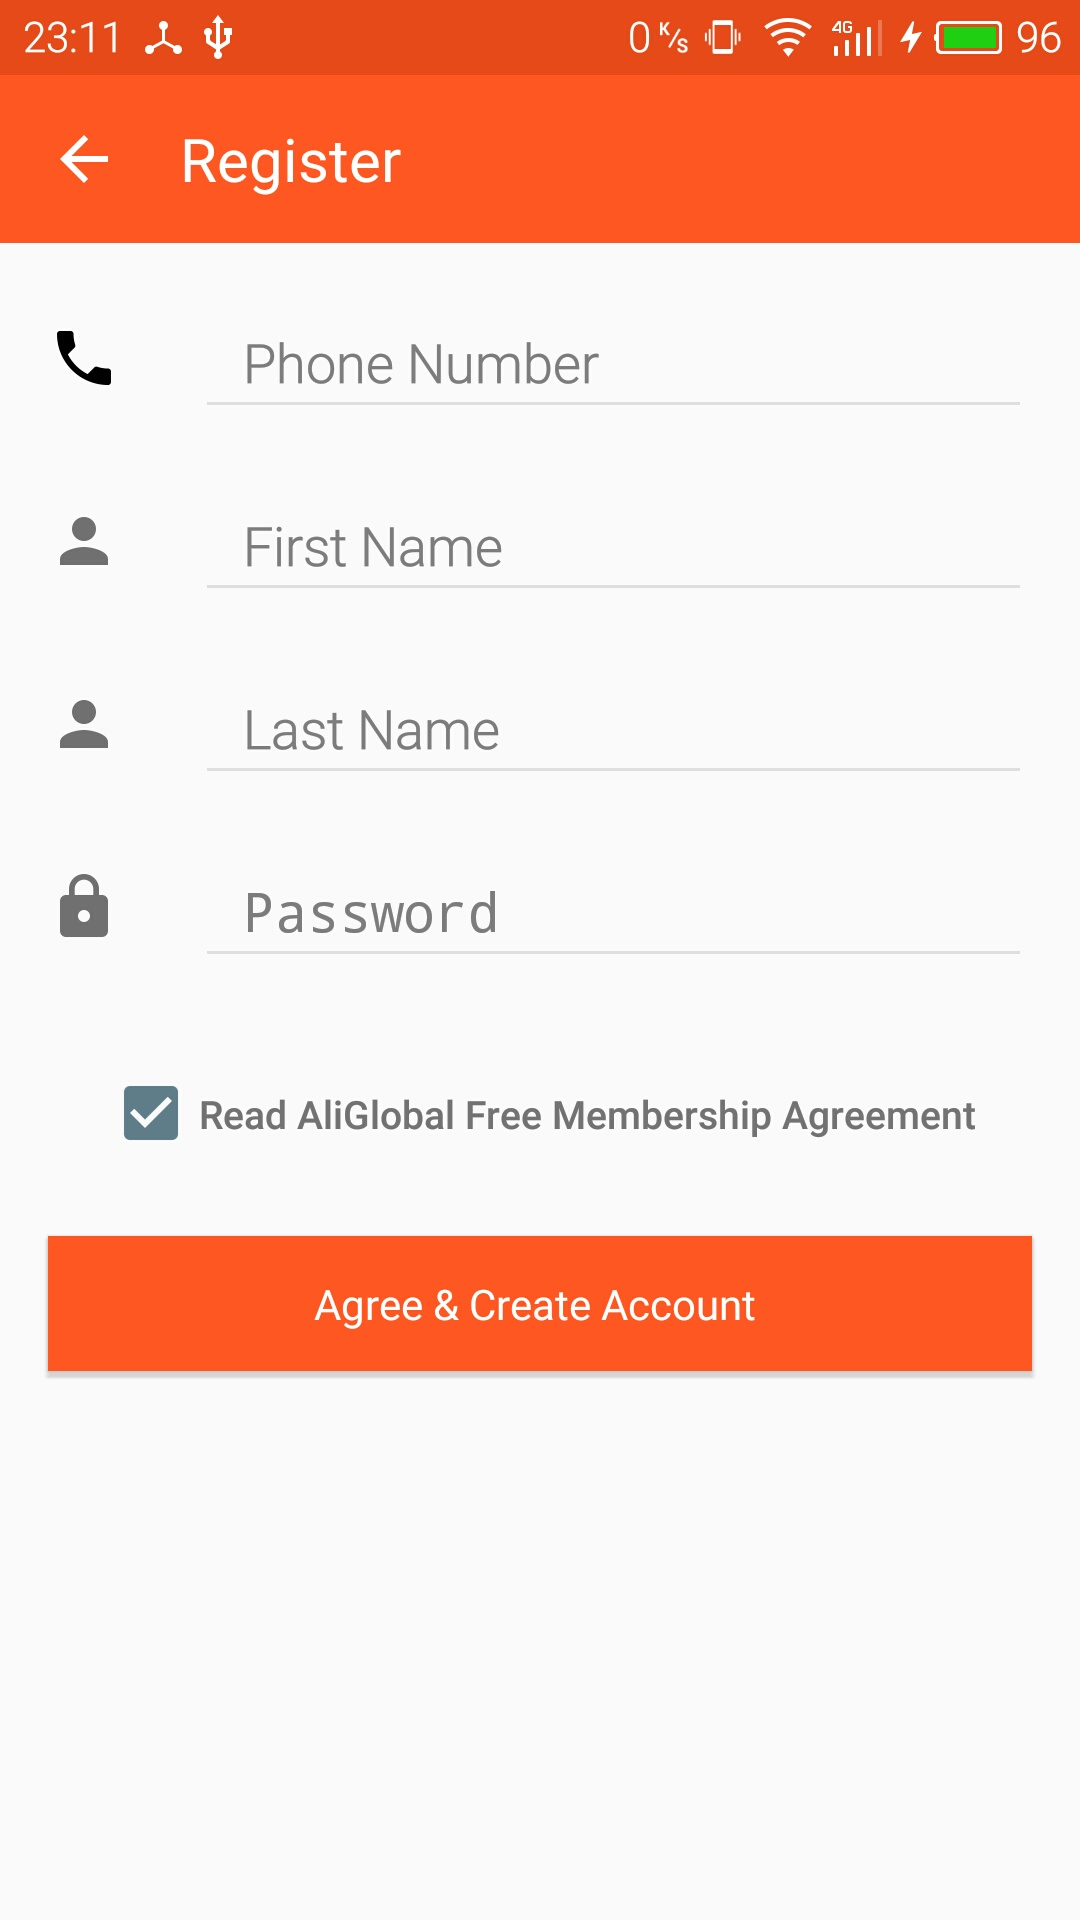 23:11 0 K/s 4G 96
Register
Phone Number
First Name
Last Name
Password
Read AliGlobal Free Membership Agreement
Agree & Create Account